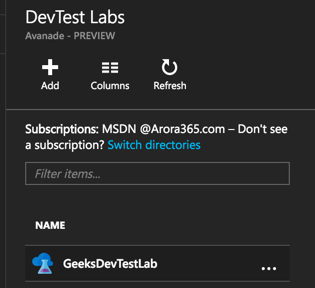 DevTest Labs
Avanade - PREVIEW
Add Columns Refresh
Subscriptions: MSDN @Arora365.com – Don't see
a subscription? Switch directories
Filter items...
NAME
GeeksDevTestLab ...